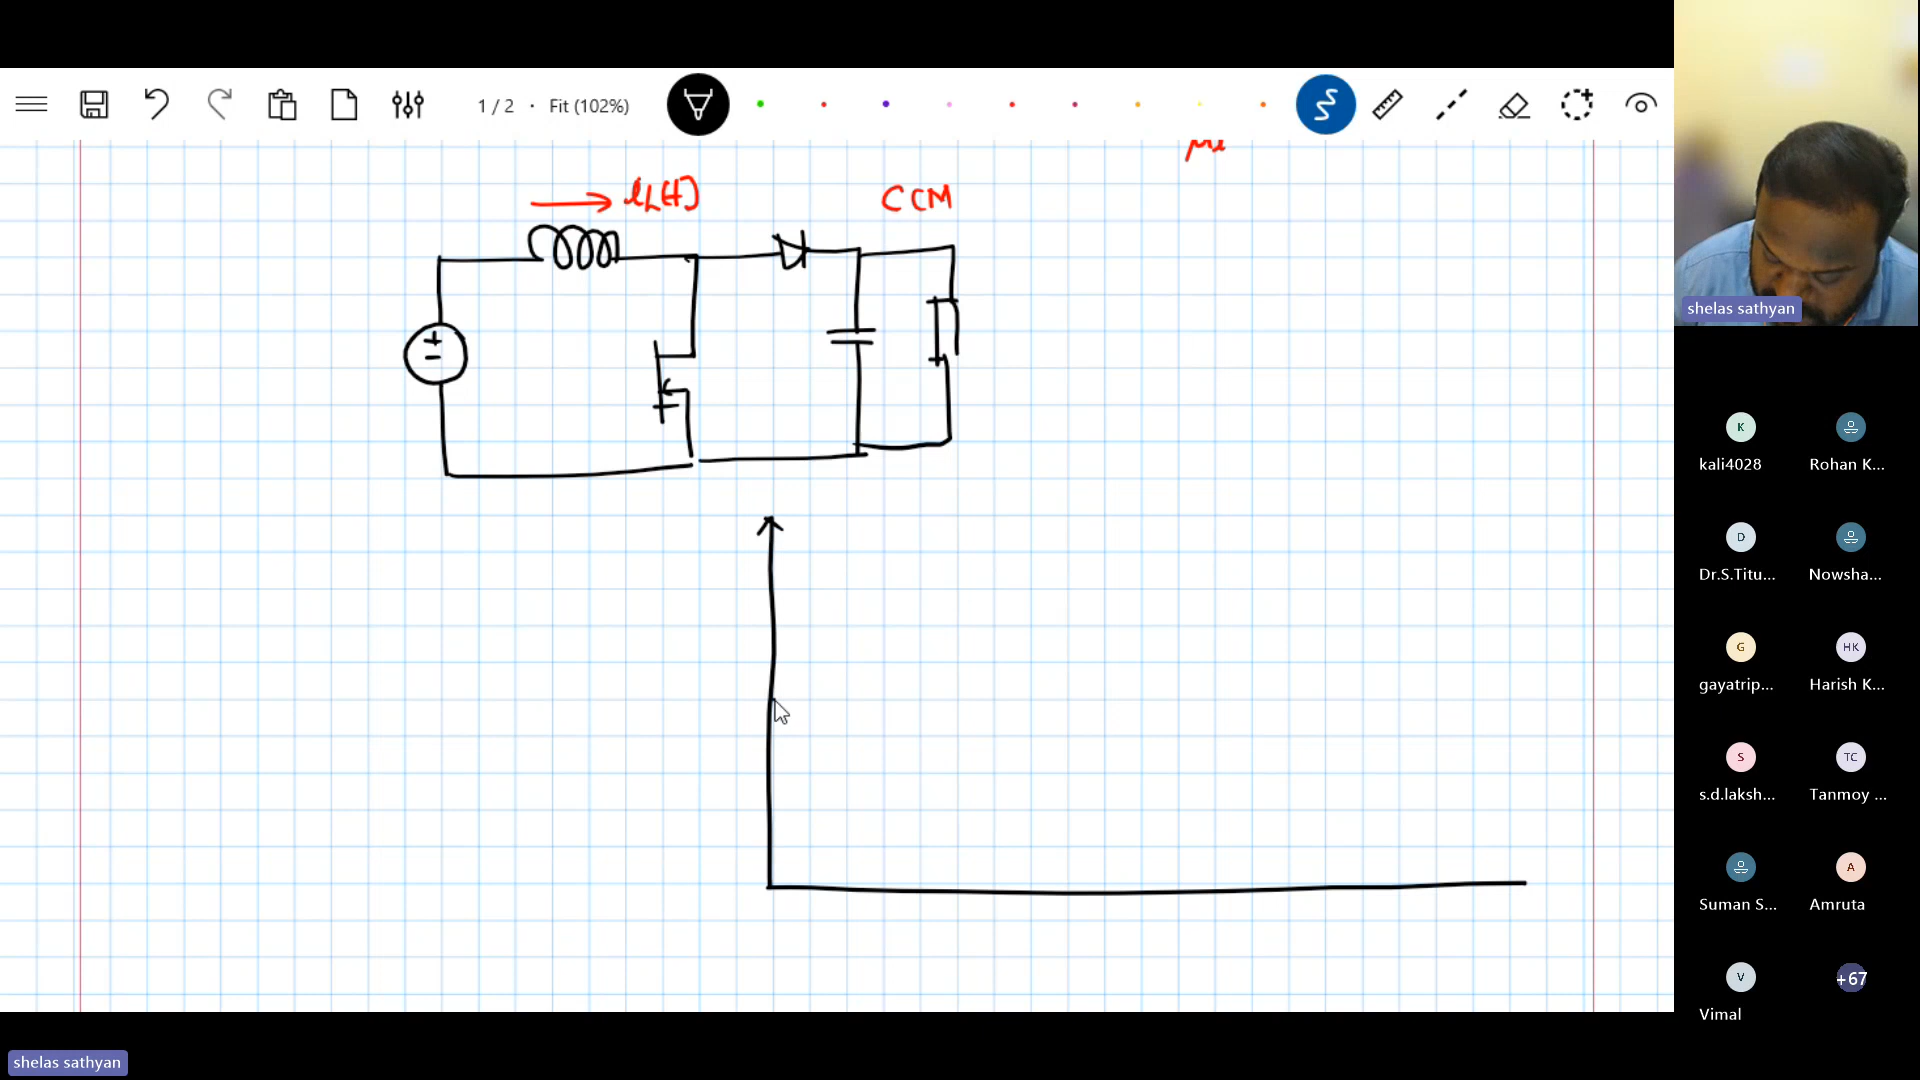 1 / 2 · Fit (102%)
iL(t)
CCM
+
-
shelas sathyan
K
kali4028
Rohan K...
D
Dr.S.Titu...
Nowsha...
G
gayatrip...
HK
Harish K...
S
s.d.laksh...
TC
Tanmoy ...
Suman S...
A
Amruta
V
Vimal
+67
shelas sathyan